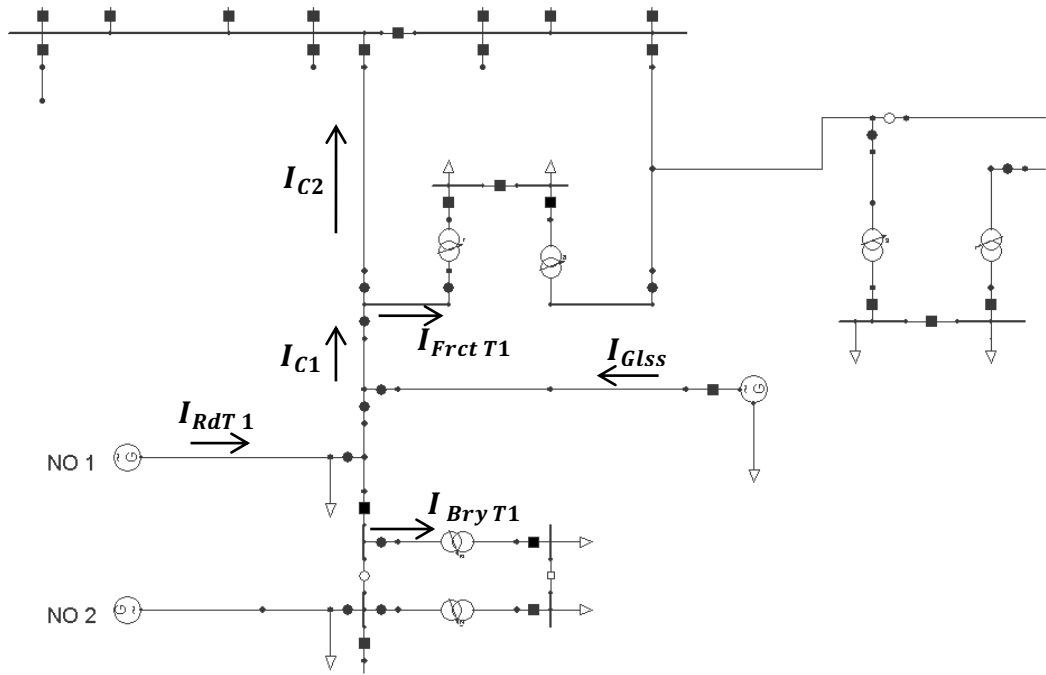 I_C2
I_Frct T1
I_C1
I_Glss
I_RdT 1
NO 1
G
~
G
~
I_Bry T1
NO 2
G
~